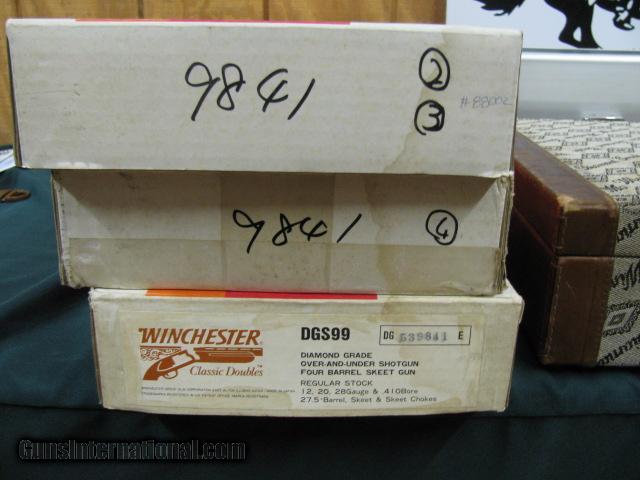 9841
2
3
#88002
9841
4
WINCHESTER
Classic Doubles
DGS99
DG 539841 E
DIAMOND GRADE
OVER-AND-UNDER SHOTGUN
FOUR BARREL SKEET GUN
REGULAR STOCK
12, 20, 28Gauge & .410Bore
27.5" Barrel, Skeet & Skeet Chokes
GunsInternational.com